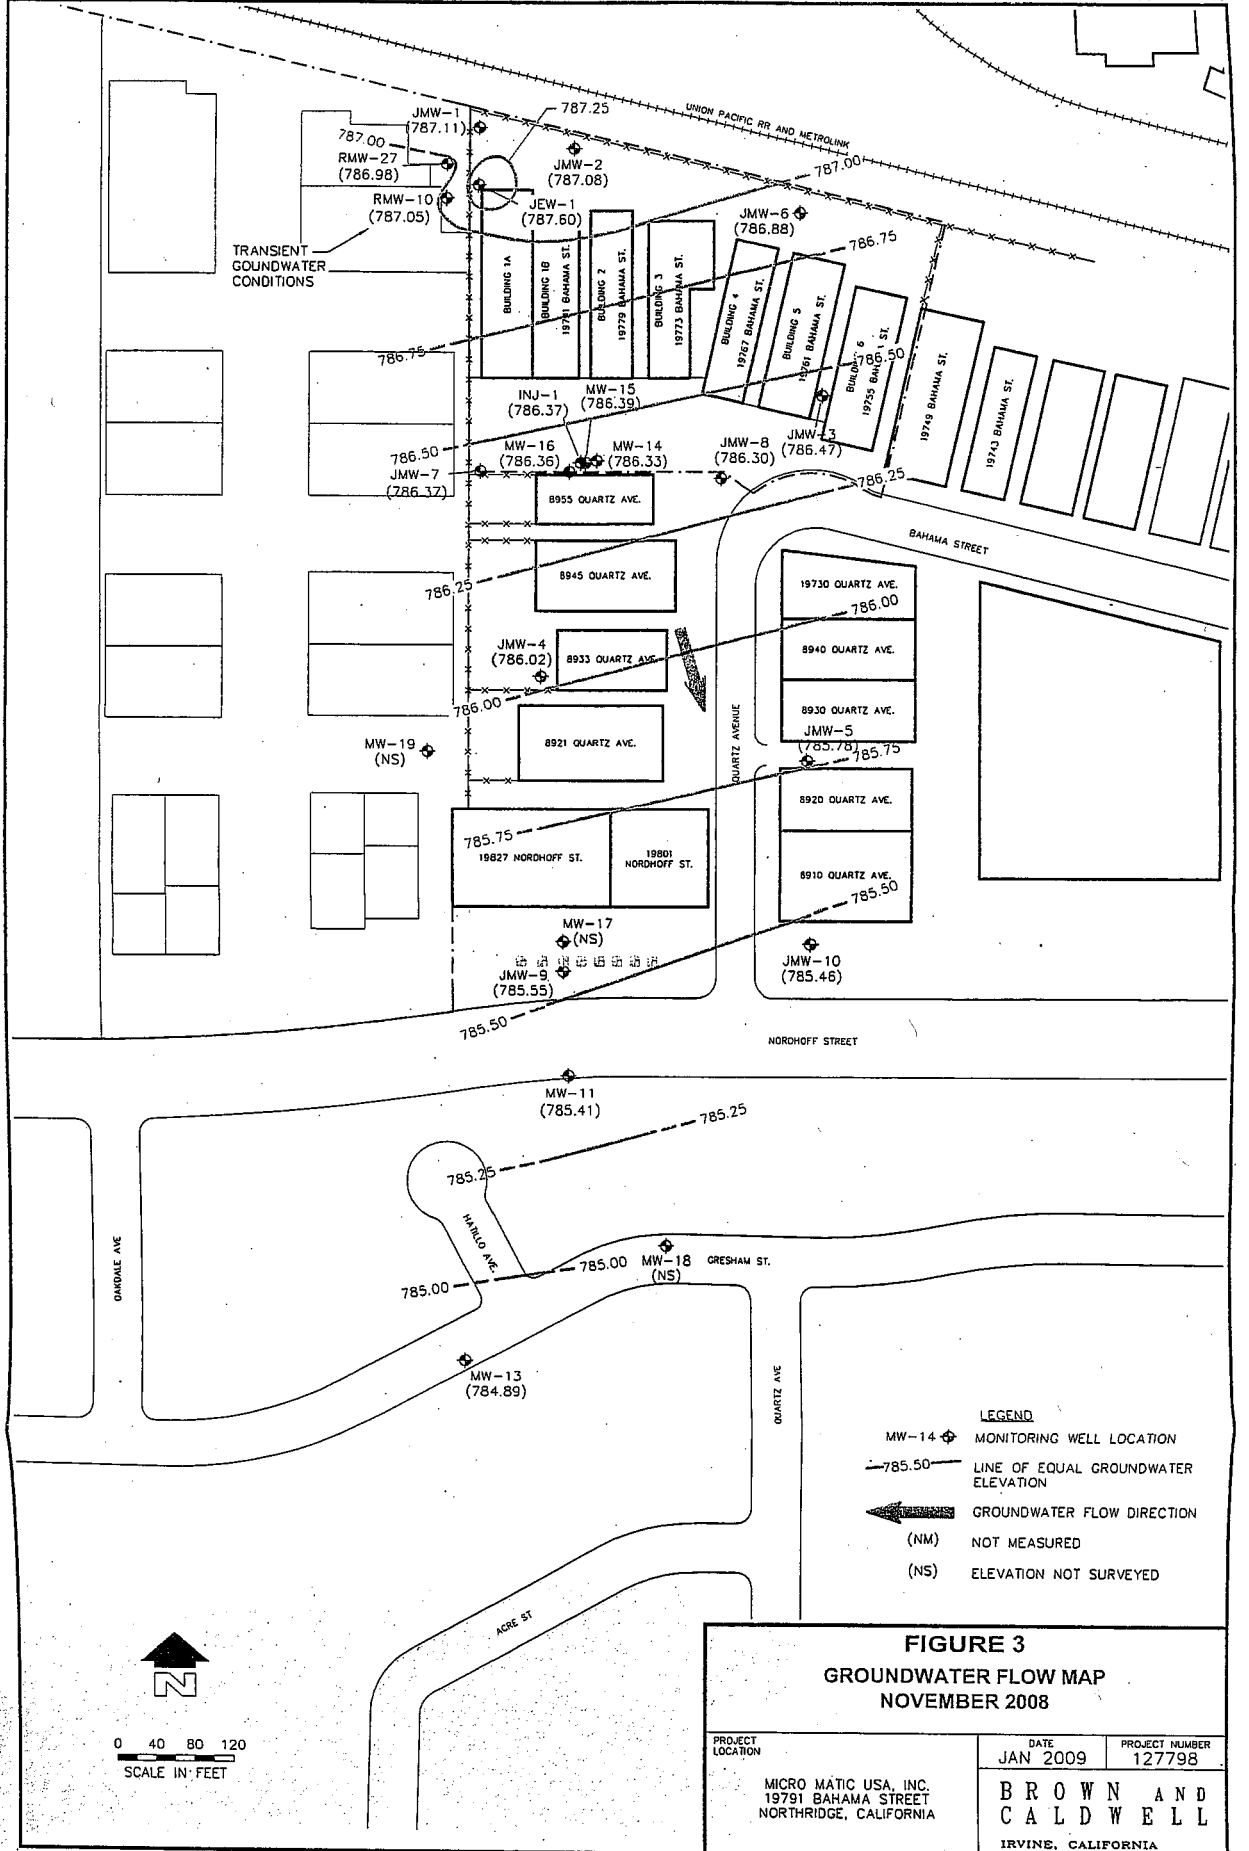 UNION PACIFIC RR AND METROLINK
JMW-1
(787.11)
787.25
787.00
RMW-27
(786.98)
JMW-2
(787.08)
787.00
RMW-10
(787.05)
JEW-1
(787.60)
JMW-6
(786.88)
TRANSIENT
GOUNDWATER
CONDITIONS
786.75
BUILDING 1A
BUILDING 1B
19791 BAHAMA ST.
BUILDING 2
19779 BAHAMA ST.
BUILDING 3
19773 BAHAMA ST.
BUILDING 4
19767 BAHAMA ST.
BUILDING 5
19761 BAHAMA ST.
BUILDING 6
19755 BAHAMA ST.
19749 BAHAMA ST.
19743 BAHAMA ST.
786.75
786.50
INJ-1
(786.37)
MW-15
(786.39)
786.50
MW-16
(786.36)
MW-14
(786.33)
JMW-8
(786.30)
JMW-3
(786.47)
JMW-7
(786.37)
786.25
8955 QUARTZ AVE.
BAHAMA STREET
8945 QUARTZ AVE.
786.25
19730 QUARTZ AVE.
786.00
JMW-4
(786.02)
8933 QUARTZ AVE.
8940 QUARTZ AVE.
786.00
8930 QUARTZ AVE.
QUARTZ AVENUE
MW-19
(NS)
8921 QUARTZ AVE.
JMW-5
(785.78)
785.75
8920 QUARTZ AVE.
785.75
19827 NORDHOFF ST.
19801
NORDHOFF ST.
8910 QUARTZ AVE.
785.50
MW-17
(NS)
JMW-9
(785.55)
JMW-10
(785.46)
785.50
NORDHOFF STREET
MW-11
(785.41)
785.25
785.25
HATILLO AVE.
OAKDALE AVE
785.00
785.00
MW-18
(NS)
GRESHAM ST.
MW-13
(784.89)
QUARTZ AVE
LEGEND
MW-14 MONITORING WELL LOCATION
785.50 LINE OF EQUAL GROUNDWATER
ELEVATION
GROUNDWATER FLOW DIRECTION
(NM) NOT MEASURED
(NS) ELEVATION NOT SURVEYED
ACRE ST
N
0 40 80 120
SCALE IN FEET
FIGURE 3
GROUNDWATER FLOW MAP
NOVEMBER 2008
PROJECT
LOCATION
MICRO MATIC USA, INC.
19791 BAHAMA STREET
NORTHRIDGE, CALIFORNIA
DATE
JAN 2009
PROJECT NUMBER
127798
BROWN AND
CALDWELL
IRVINE, CALIFORNIA